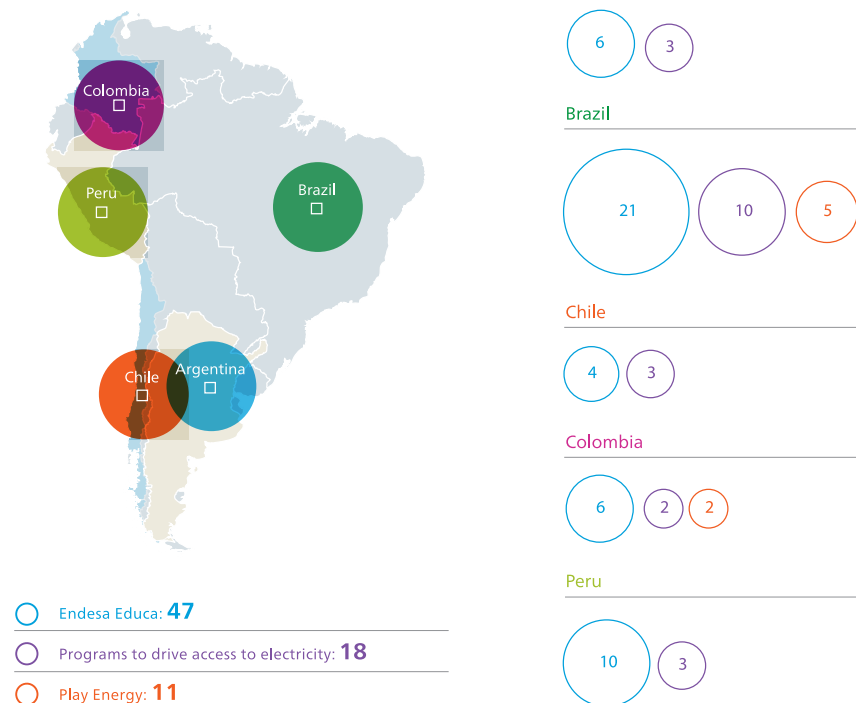 Colombia
Peru
Brazil
Chile
Argentina
Endesa Educa: 47
Programs to drive access to electricity: 18
Play Energy: 11
6 3
Brazil
21 10 5
Chile
4 3
Colombia
6 2 2
Peru
10 3